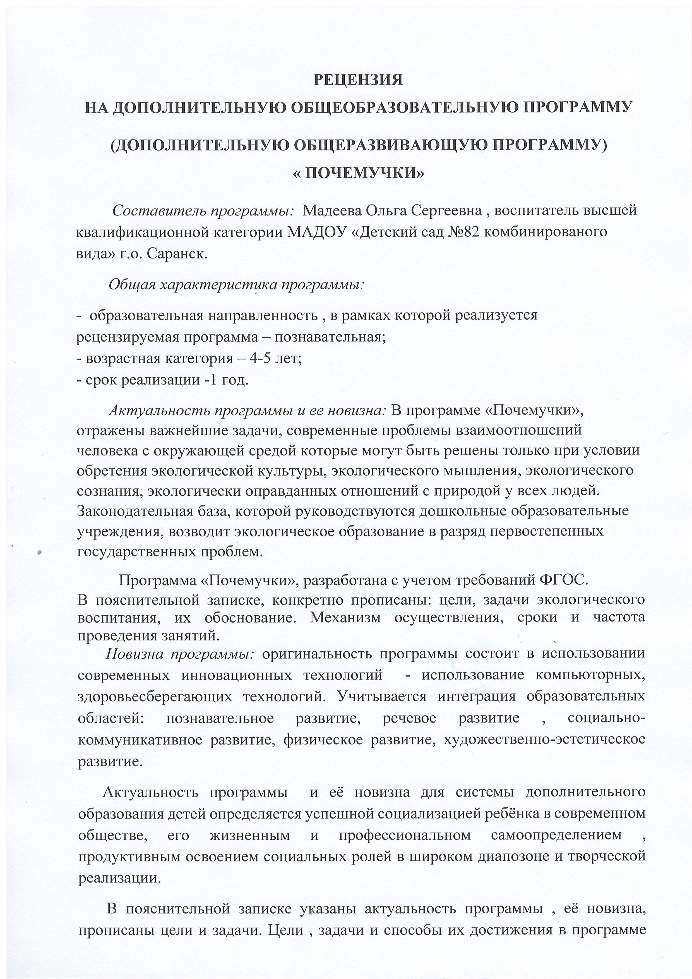 РЕЦЕНЗИЯ
НА ДОПОЛНИТЕЛЬНУЮ ОБЩЕОБРАЗОВАТЕЛЬНУЮ ПРОГРАММУ
(ДОПОЛНИТЕЛЬНУЮ ОБЩЕРАЗВИВАЮЩУЮ ПРОГРАММУ)
« ПОЧЕМУЧКИ»
Составитель программы: Мадеева Ольга Сергеевна , воспитатель высшей
квалификационной категории МАДОУ «Детский сад №82 комбинированого
вида» г.о. Саранск.
Общая характеристика программы:
- образовательная направленность , в рамках которой реализуется
рецензируемая программа – познавательная;
- возрастная категория – 4-5 лет;
- срок реализации -1 год.
Актуальность программы и ее новизна: В программе «Почемучки»,
отражены важнейшие задачи, современные проблемы взаимоотношений
человека с окружающей средой которые могут быть решены только при условии
обретения экологической культуры, экологического мышления, экологического
сознания, экологически оправданных отношений с природой у всех людей.
Законодательная база, которой руководствуются дошкольные образовательные
учреждения, возводит экологическое образование в разряд первостепенных
государственных проблем.
Программа «Почемучки», разработана с учетом требований ФГОС.
В пояснительной записке, конкретно прописаны: цели, задачи экологического
воспитания, их обоснование. Механизм осуществления, сроки и частота
проведения занятий.
Новизна программы: оригинальность программы состоит в использовании
современных инновационных технологий - использование компьюторных,
здоровьесберегающих технологий. Учитывается интеграция образовательных
областей: познавательное развитие, речевое развитие , социально-
коммуникативное развитие, физическое развитие, художественно-эстетическое
развитие.
Актуальность программы и её новизна для системы дополнительного
образования детей определяется успешной социализацией ребёнка в современном
обществе, его жизненным и профессиональном самоопределением ,
продуктивным освоением социальных ролей в широком диапозоне и творческой
реализации.
В пояснительной записке указаны актуальность программы , её новизна,
прописаны цели и задачи. Цели , задачи и способы их достижения в программе